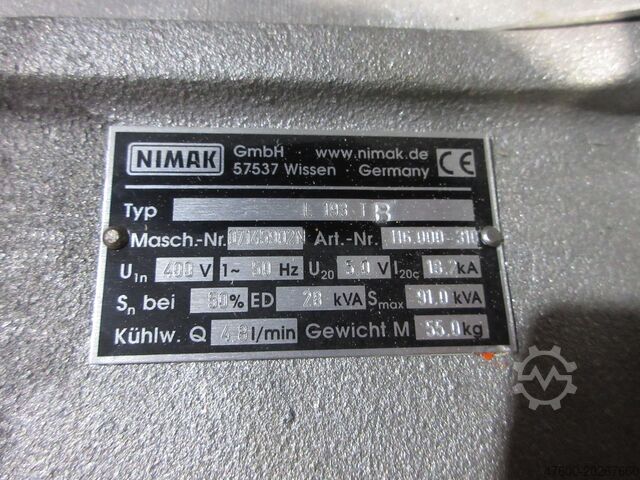 NIMAK GmbH www.nimak.de CE
57537 Wissen Germany
Typ 193 T B
Masch-Nr. Art.-Nr.
U1n 400 V 1~ 50 Hz U20 5.0 V I20c kA
Sn bei 50% ED 28 kVA Smax 91.0 kVA
Kühlw. Q 4.8 l/min Gewicht M 55.0 kg